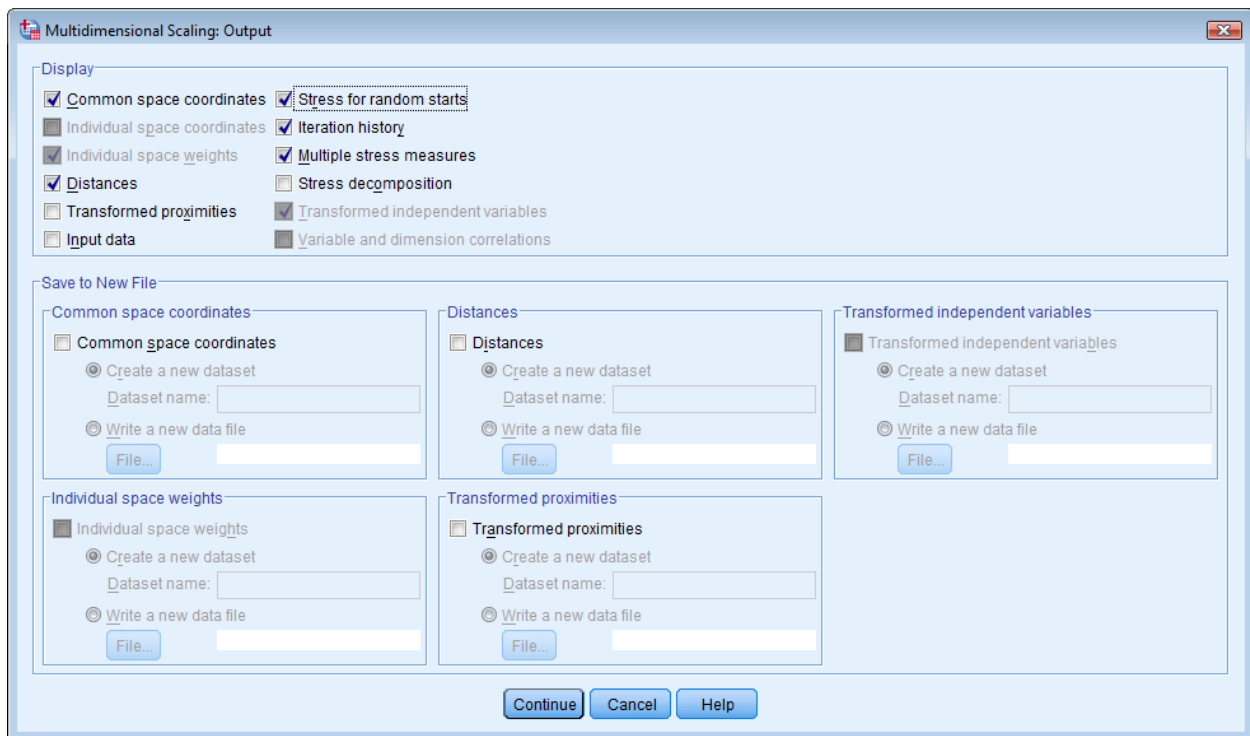 Multidimensional Scaling: Output
Display
Common space coordinates
Stress for random starts
Individual space coordinates
Iteration history
Individual space weights
Multiple stress measures
Distances
Stress decomposition
Transformed proximities
Transformed independent variables
Input data
Variable and dimension correlations
Save to New File
Common space coordinates
Common space coordinates
Create a new dataset
Dataset name:
Write a new data file
File...
Distances
Distances
Create a new dataset
Dataset name:
Write a new data file
File...
Transformed independent variables
Transformed independent variables
Create a new dataset
Dataset name:
Write a new data file
File...
Individual space weights
Individual space weights
Create a new dataset
Dataset name:
Write a new data file
File...
Transformed proximities
Transformed proximities
Create a new dataset
Dataset name:
Write a new data file
File...
Continue
Cancel
Help